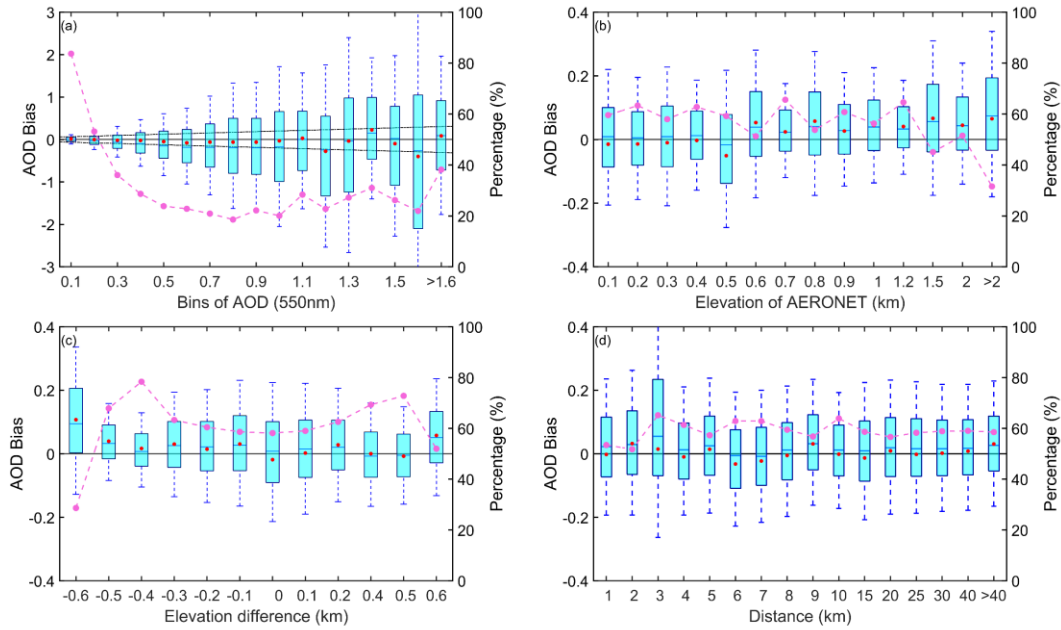 (a)
AOD Bias
3
2
1
0
-1
-2
-3
100
80
60
40
20
0
Percentage (%)
0.1 0.3 0.5 0.7 0.9 1.1 1.3 1.5 >1.6
Bins of AOD (550nm)
(b)
AOD Bias
0.4
0.2
0
-0.2
-0.4
100
80
60
40
20
0
Percentage (%)
0.1 0.2 0.3 0.4 0.5 0.6 0.7 0.8 0.9 1 1.2 1.5 2 >2
Elevation of AERONET (km)
(c)
AOD Bias
0.4
0.2
0
-0.2
-0.4
100
80
60
40
20
0
Percentage (%)
-0.6 -0.5 -0.4 -0.3 -0.2 -0.1 0 0.1 0.2 0.4 0.5 0.6
Elevation difference (km)
(d)
AOD Bias
0.4
0.2
0
-0.2
-0.4
100
80
60
40
20
0
Percentage (%)
1 2 3 4 5 6 7 8 9 10 15 20 25 30 40 >40
Distance (km)